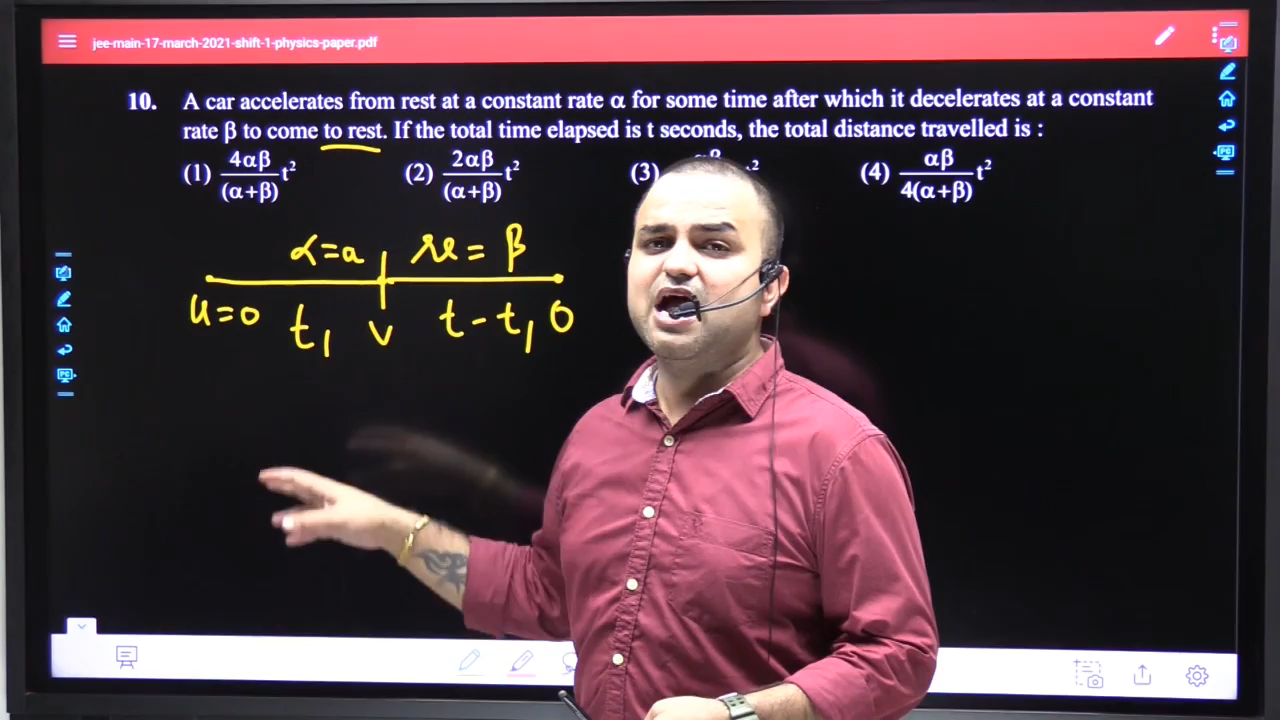 jee-main-17-march-2021-shift-1-physics-paper.pdf
10. A car accelerates from rest at a constant rate α for some time after which it decelerates at a constant
rate β to come to rest. If the total time elapsed is t seconds, the total distance travelled is :
(1) 4αβ/(α+β) t² (2) 2αβ/(α+β) t² (3) t² (4) αβ/4(α+β) t²
α=a β
u=0 t₁ v t-t₁ 0